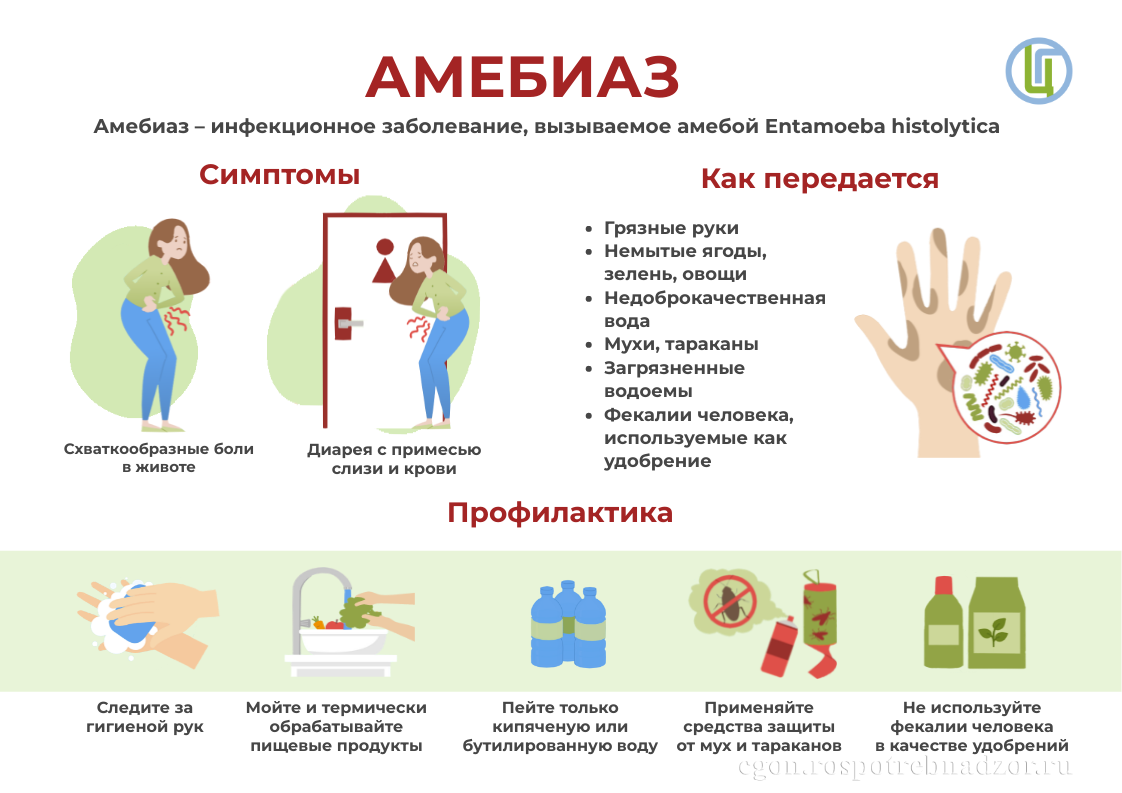 АМЕБИАЗ
Амебиаз – инфекционное заболевание, вызываемое амебой Entamoeba histolytica
Симптомы
Схваткообразные боли
в животе
Диарея с примесью
слизи и крови
Как передается
• Грязные руки
• Немытые ягоды,
зелень, овощи
• Недоброкачественная
вода
• Мухи, тараканы
• Загрязненные
водоемы
• Фекалии человека,
используемые как
удобрение
Профилактика
Следите за
гигиеной рук
Мойте и термически
обрабатывайте
пищевые продукты
Пейте только
кипяченую или
бутилированную воду
Применяйте
средства защиты
от мух и тараканов
Не используйте
фекалии человека
в качестве удобрений
cgon.rospotrebnadzor.ru